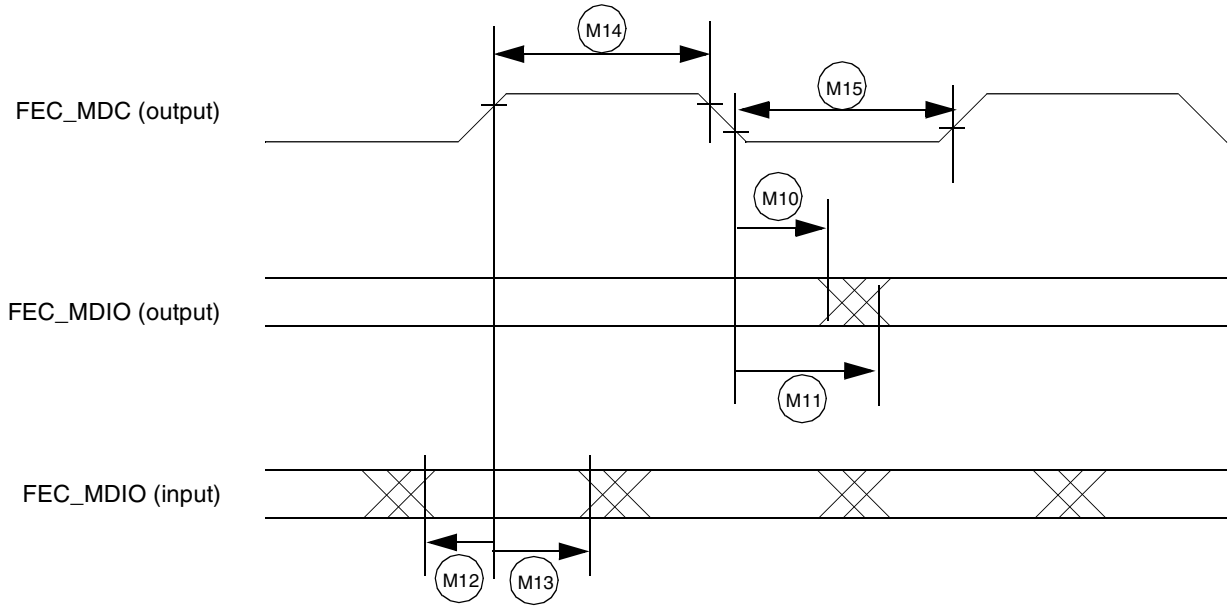 M14
M15
FEC_MDC (output)
M10
FEC_MDIO (output)
M11
FEC_MDIO (input)
M12
M13